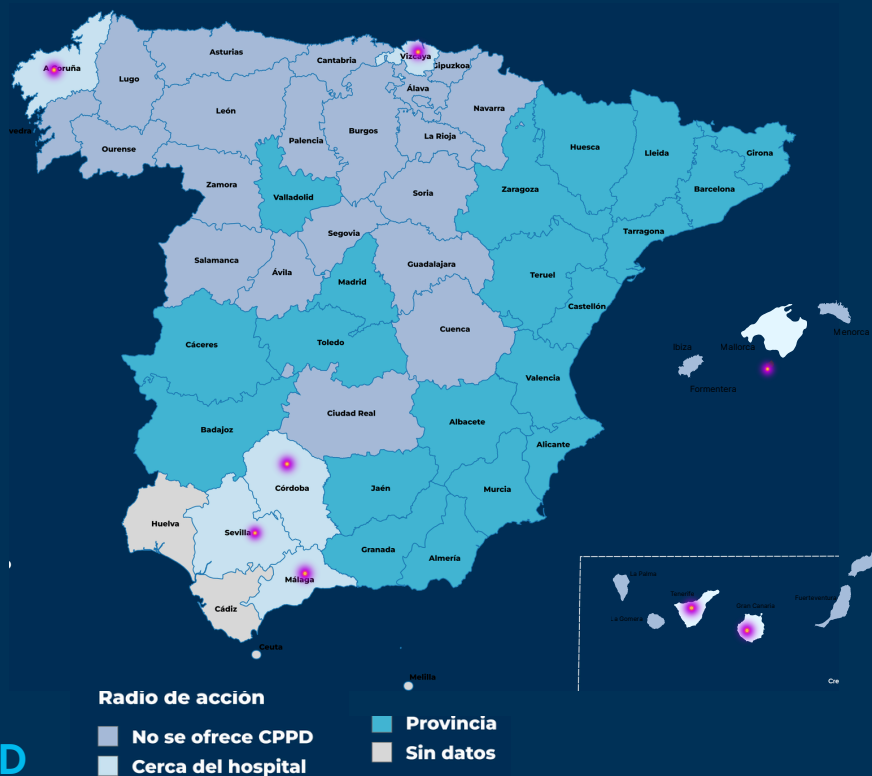 Asturias
Cantabria
Vizcaya
Gipuzkoa
A Coruña
Lugo
Álava
Navarra
León
Palencia
Burgos
La Rioja
vedra
Ourense
Huesca
Lleida
Girona
Zamora
Valladolid
Soria
Zaragoza
Barcelona
Segovia
Tarragona
Salamanca
Ávila
Madrid
Guadalajara
Teruel
Castellón
Cuenca
Cáceres
Toledo
Ibiza
Mallorca
Menorca
Valencia
Formentera
Badajoz
Ciudad Real
Albacete
Alicante
Córdoba
Jaén
Murcia
Huelva
Sevilla
Granada
Almería
Málaga
Cádiz
La Palma
Tenerife
Gran Canaria
Fuerteventura
La Gomera
Ceuta
Melilla
Cre
Radio de acción
No se ofrece CPPD
Cerca del hospital
Provincia
Sin datos
D